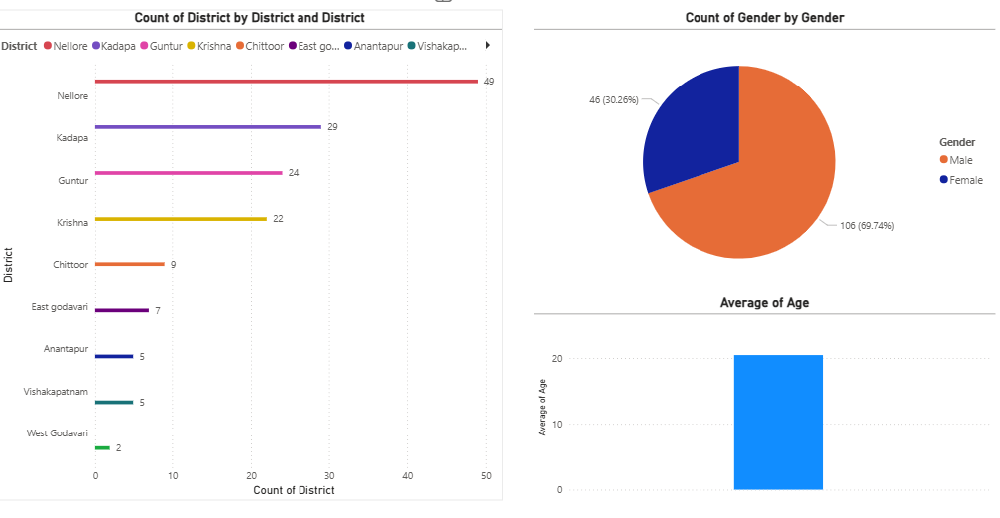 Count of District by District and District
District Nellore Kadapa Guntur Krishna Chittoor East go... Anantapur Vishakap...
Nellore 49
Kadapa 29
Guntur 24
Krishna 22
Chittoor 9
East godavari 7
Anantapur 5
Vishakapatnam 5
West Godavari 2
District
0 10 20 30 40 50
Count of District
Count of Gender by Gender
46 (30.26%)
106 (69.74%)
Gender
Male
Female
Average of Age
Average of Age
20
10
0